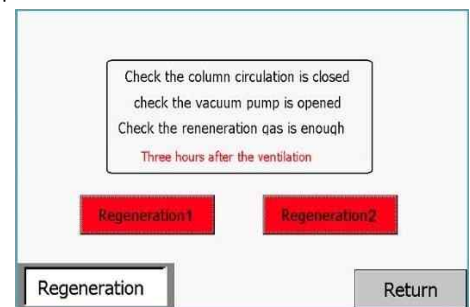 Check the column circulation is closed
check the vacuum pump is opened
Check the reneneration gas is enough
Three hours after the ventilation
Regeneration1 Regeneration2
Regeneration Return